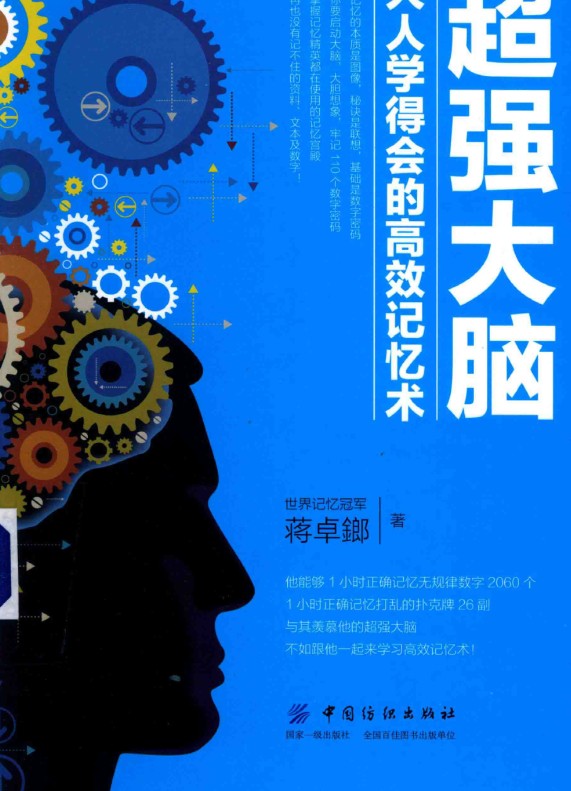 超强大脑
人人学得会的高效记忆术
记忆的本质是图像，秘诀是联想，基础是数字密码
你要启动大脑，大胆想象，牢记110个数字密码
掌握记忆精英都在使用的记忆宫殿
再也没有记不住的资料、文本及数字！
世界记忆冠军
蒋卓鎯 著
他能够1小时正确记忆无规律数字2060个
1小时正确记忆打乱的扑克牌26副
与其羡慕他的超强大脑
不如跟他一起来学习高效记忆术！
中国纺织出版社
国家一级出版社 全国百佳图书出版单位